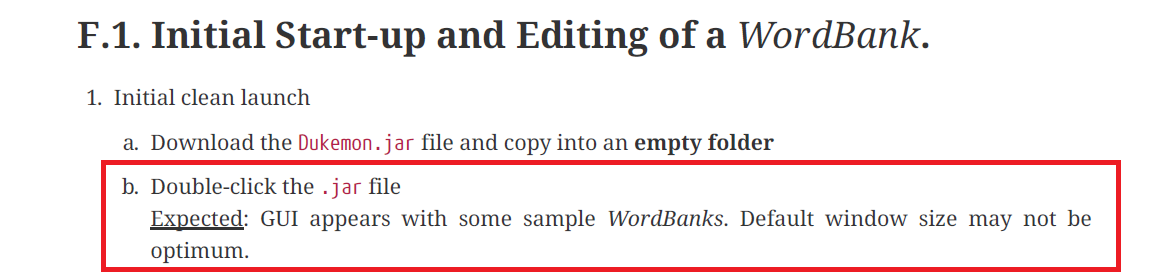 F.1. Initial Start-up and Editing of a WordBank.
1. Initial clean launch
a. Download the Dukemon.jar file and copy into an empty folder
b. Double-click the .jar file
Expected: GUI appears with some sample WordBanks. Default window size may not be
optimum.